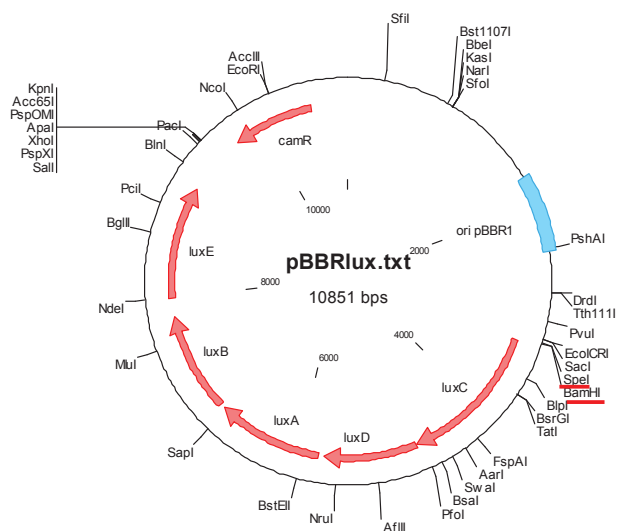 SfiI
Bst1107I
BbeI
KasI
NarI
SfoI
AccIII
EcoRI
NcoI
KpnI
Acc65I
PspOMI
ApaI
XhoI
PspXI
SalI
PacI
BlnI
PciI
BglII
NdeI
MluI
SapI
BstEII
NruI
AflII
PfoI
BsaI
SwaI
AarI
FspAI
TatI
BsrGI
BlpI
BamHI
SpeI
SacI
Ecol CRI
PvuI
Tth111I
DrdI
PshAI
camR
ori pBBR1
luxE
luxB
luxA
luxD
luxC
10000
2000
8000
4000
6000
pBBRlux.txt
10851 bps